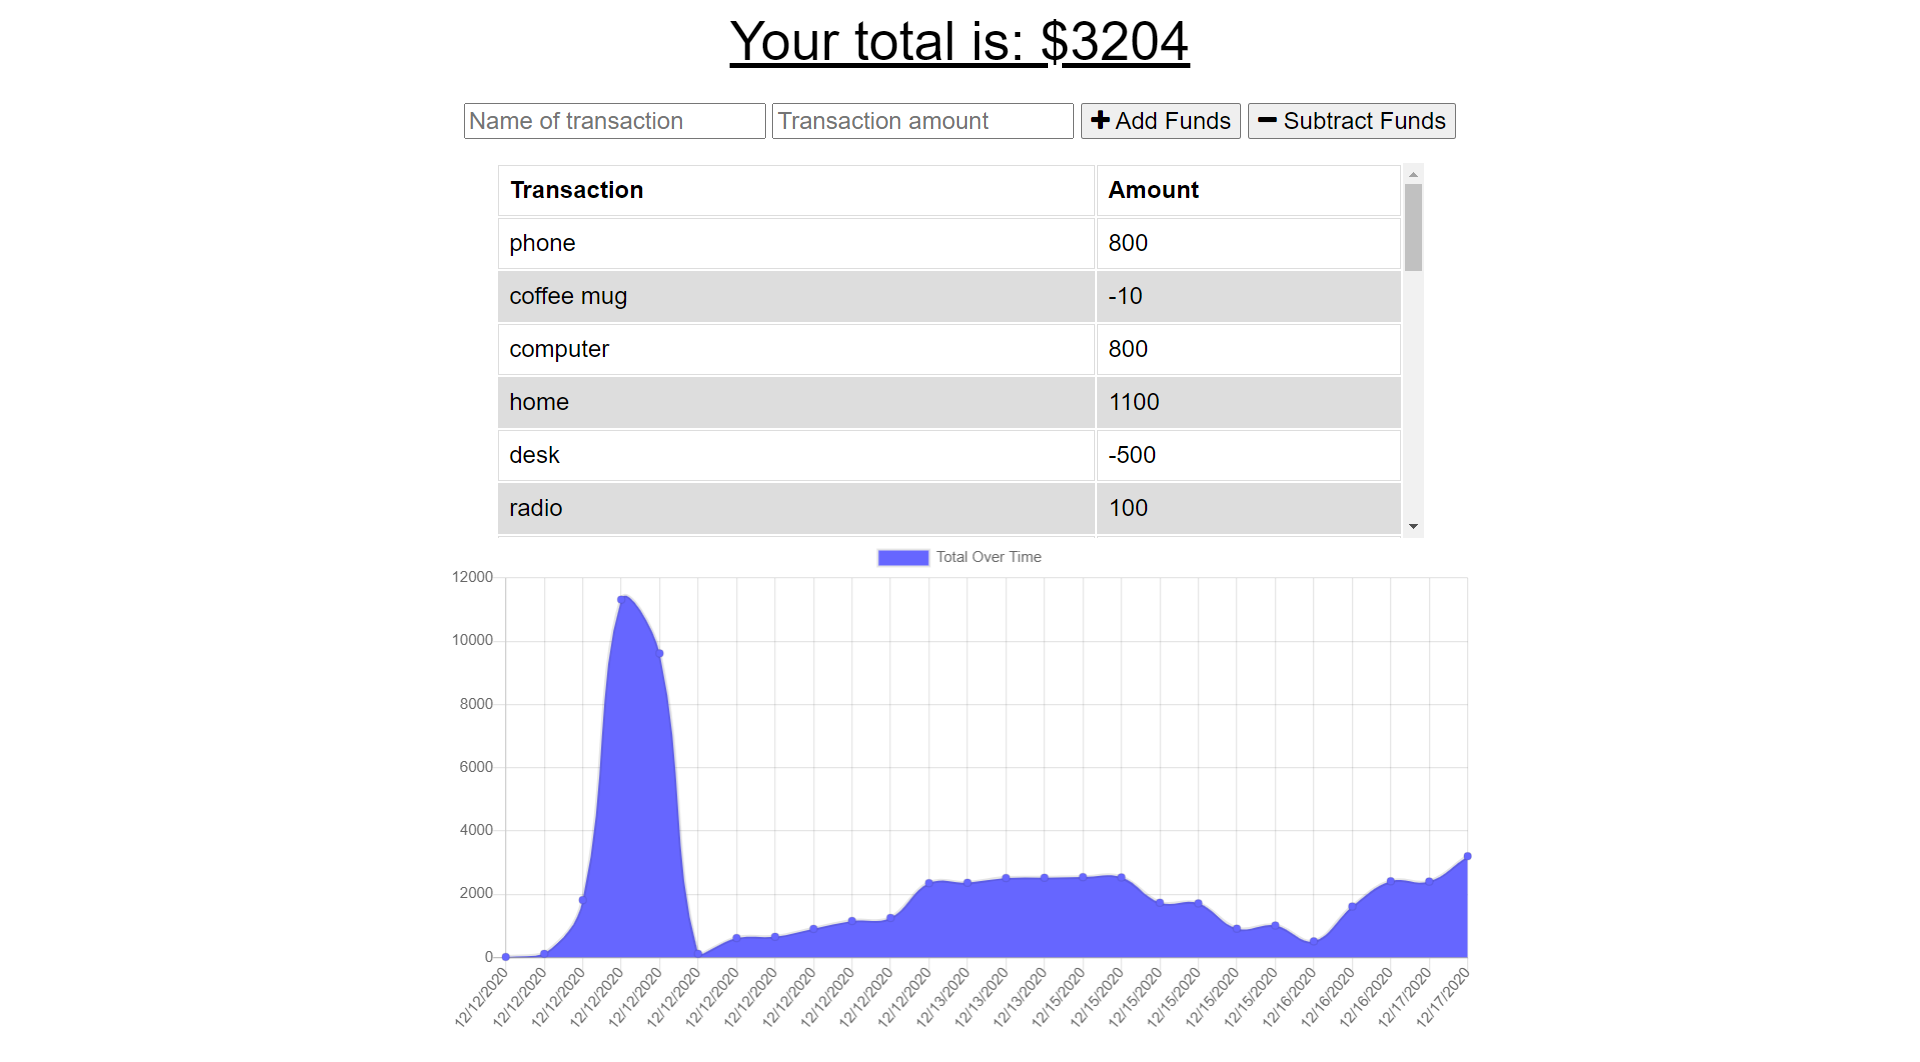 Your total is: $3204
Name of transaction Transaction amount Add Funds Subtract Funds
Transaction Amount
phone 800
coffee mug -10
computer 800
home 1100
desk -500
radio 100
Total Over Time
12000
10000
8000
6000
4000
2000
0
12/12/2020 12/12/2020 12/12/2020 12/12/2020 12/12/2020 12/12/2020 12/12/2020 12/12/2020 12/12/2020 12/12/2020 12/12/2020 12/12/2020 12/13/2020 12/13/2020 12/13/2020 12/15/2020 12/15/2020 12/15/2020 12/15/2020 12/15/2020 12/15/2020 12/16/2020 12/16/2020 12/16/2020 12/17/2020 12/17/2020